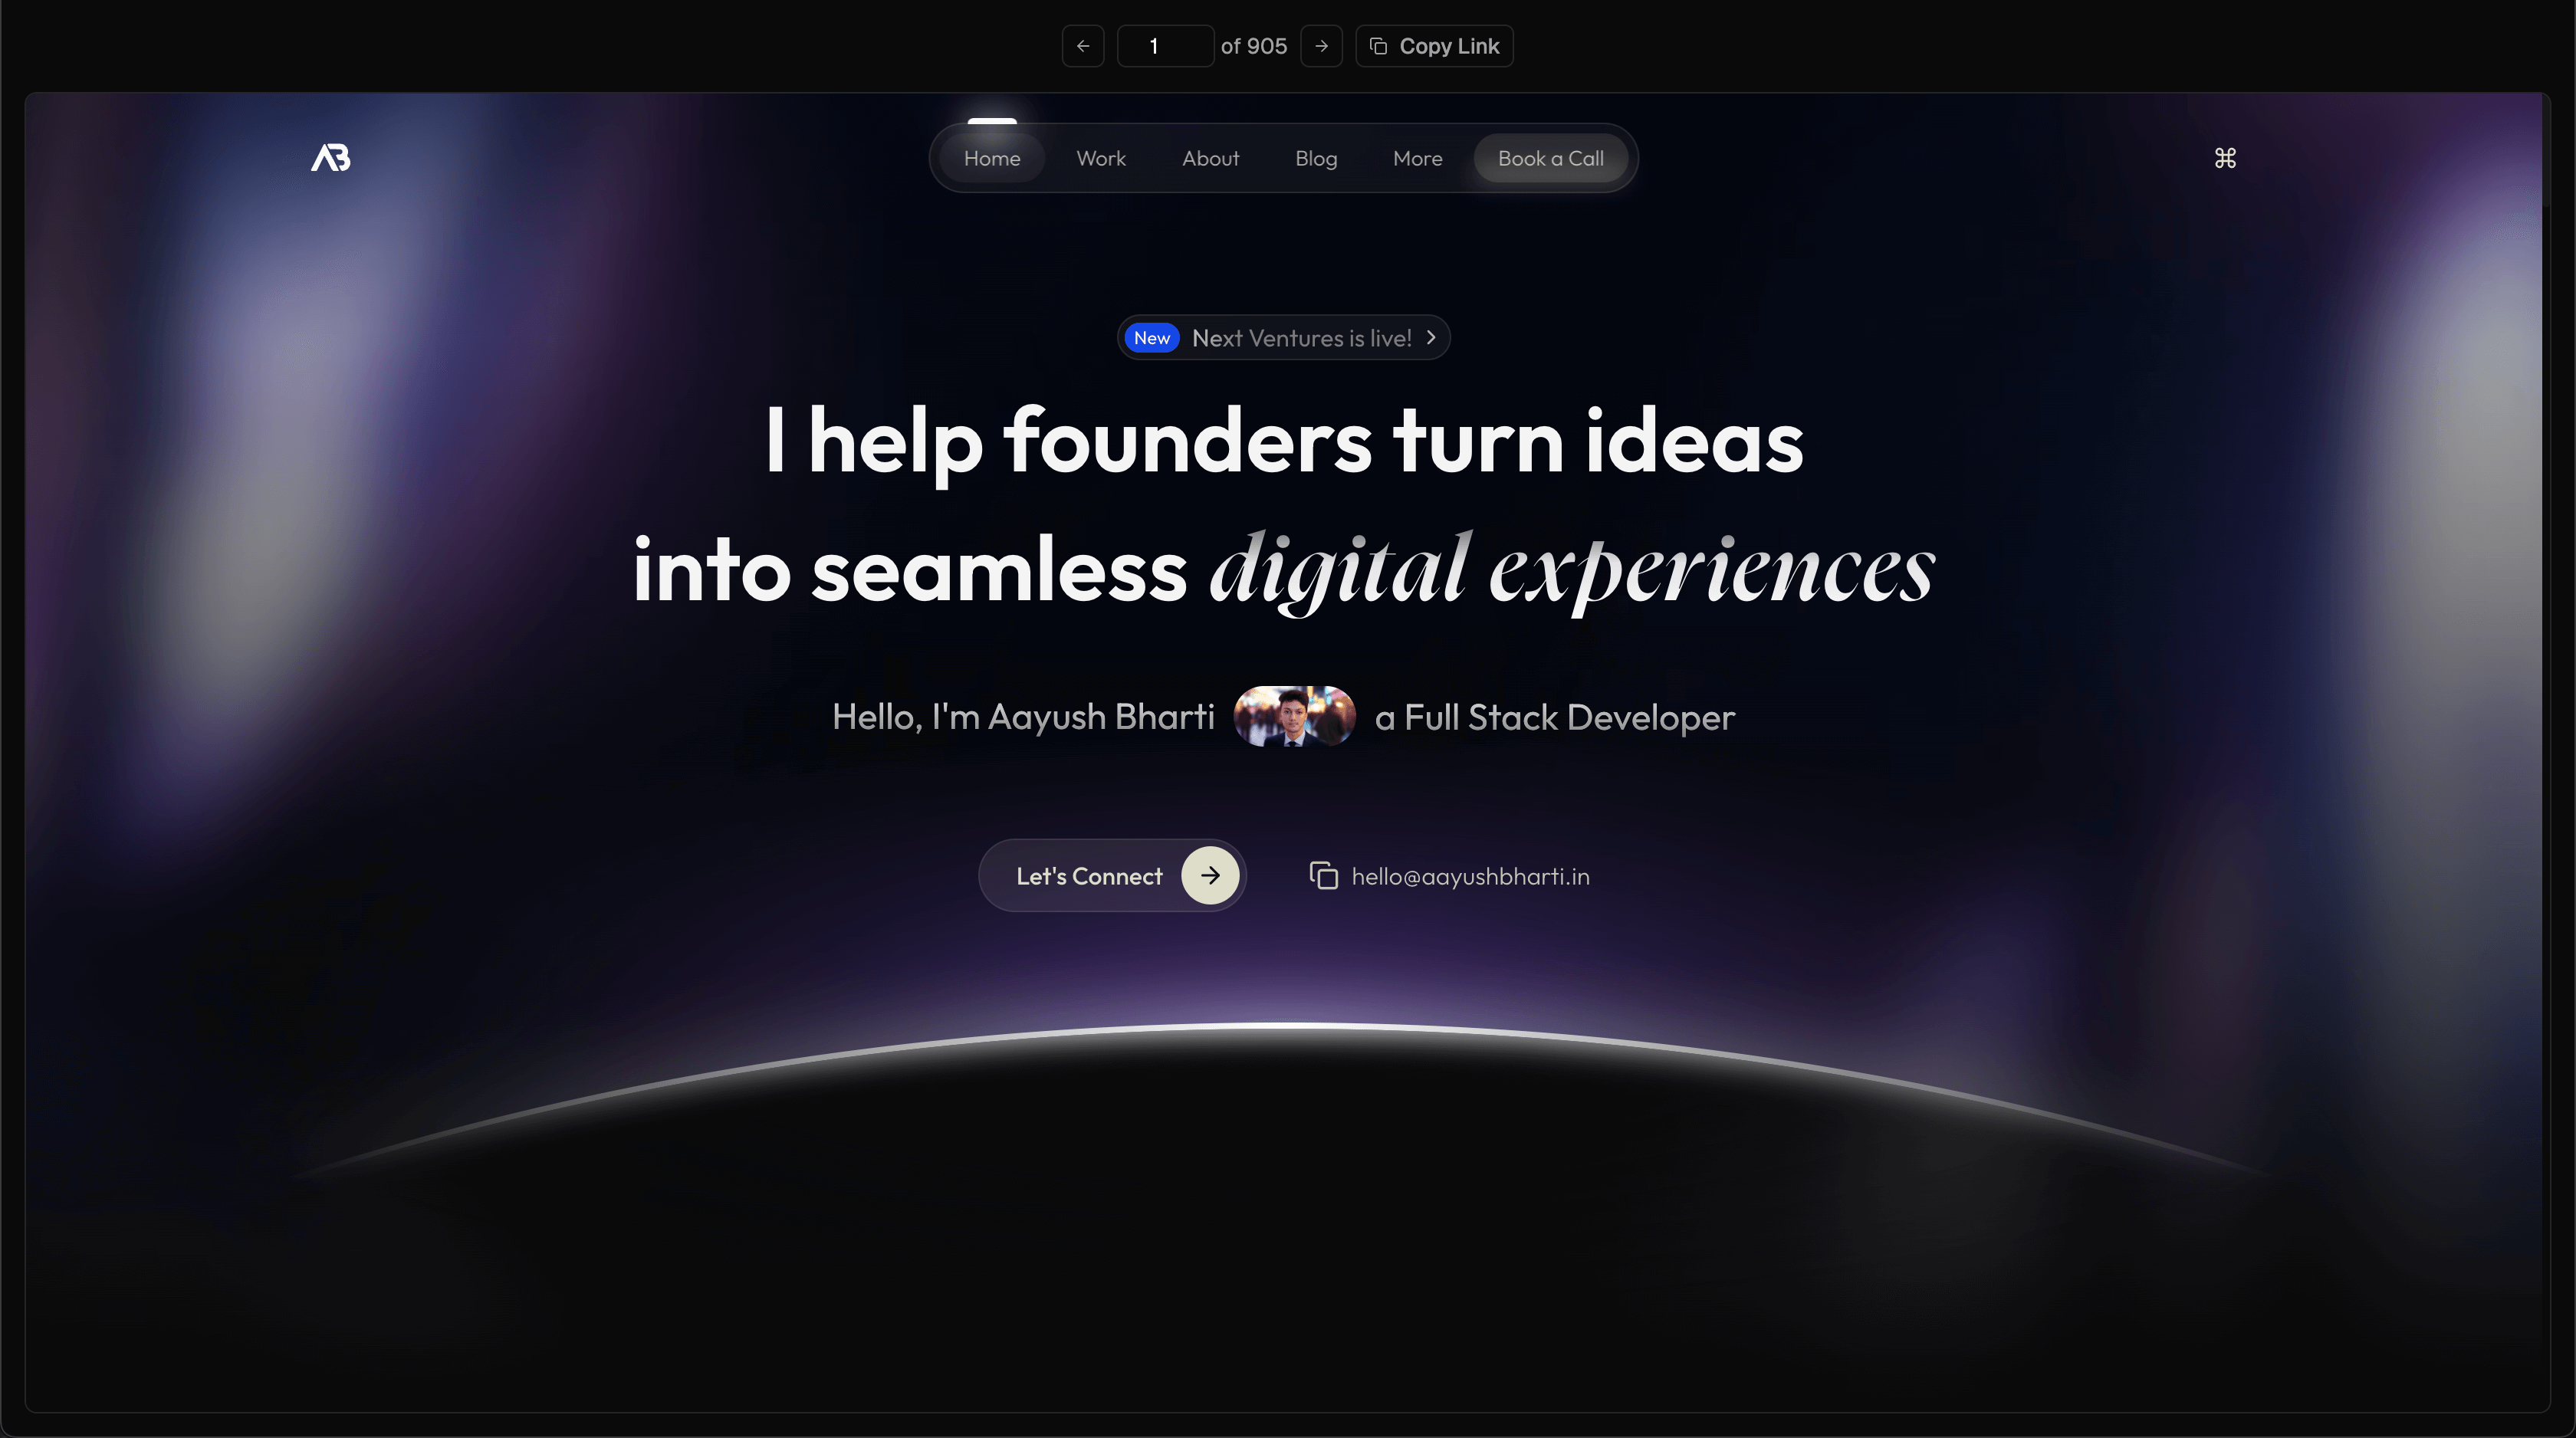 1 of 905 Copy Link
AB
Home Work About Blog More Book a Call
New Next Ventures is live!
I help founders turn ideas
into seamless digital experiences
Hello, I'm Aayush Bharti a Full Stack Developer
Let's Connect hello@aayushbharti.in